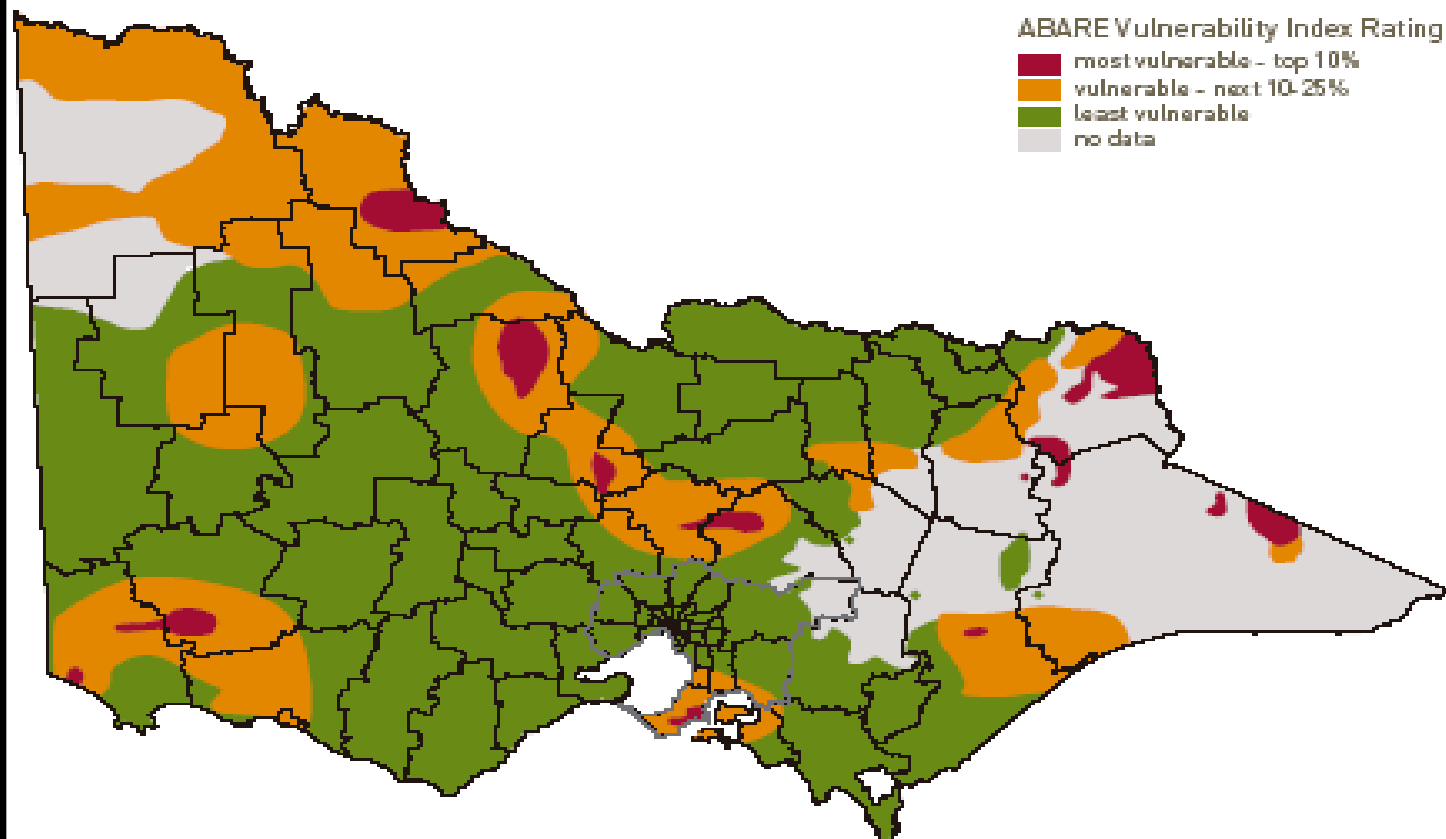 ABARE Vulnerability Index Rating
most vulnerable - top 10%
vulnerable - next 10-25%
least vulnerable
no data